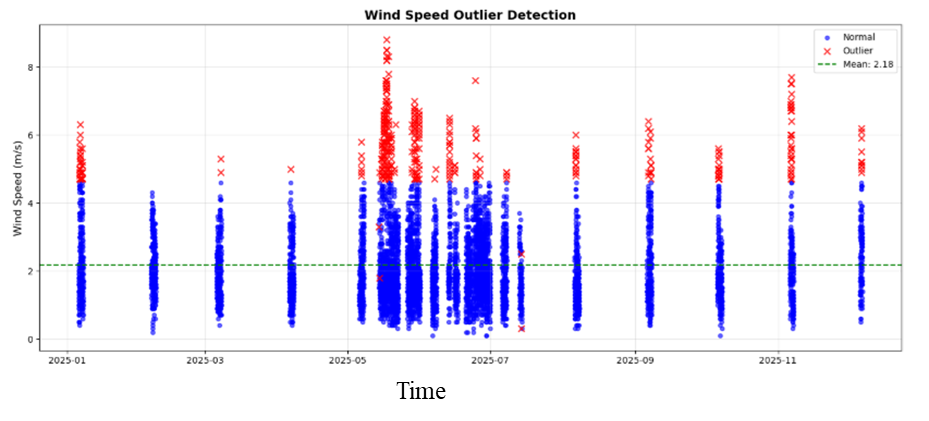 Wind Speed Outlier Detection
Normal
Outlier
Mean: 2.18
Wind Speed (m/s)
8
6
4
2
0
2025-01 2025-03 2025-05 2025-07 2025-09 2025-11
Time